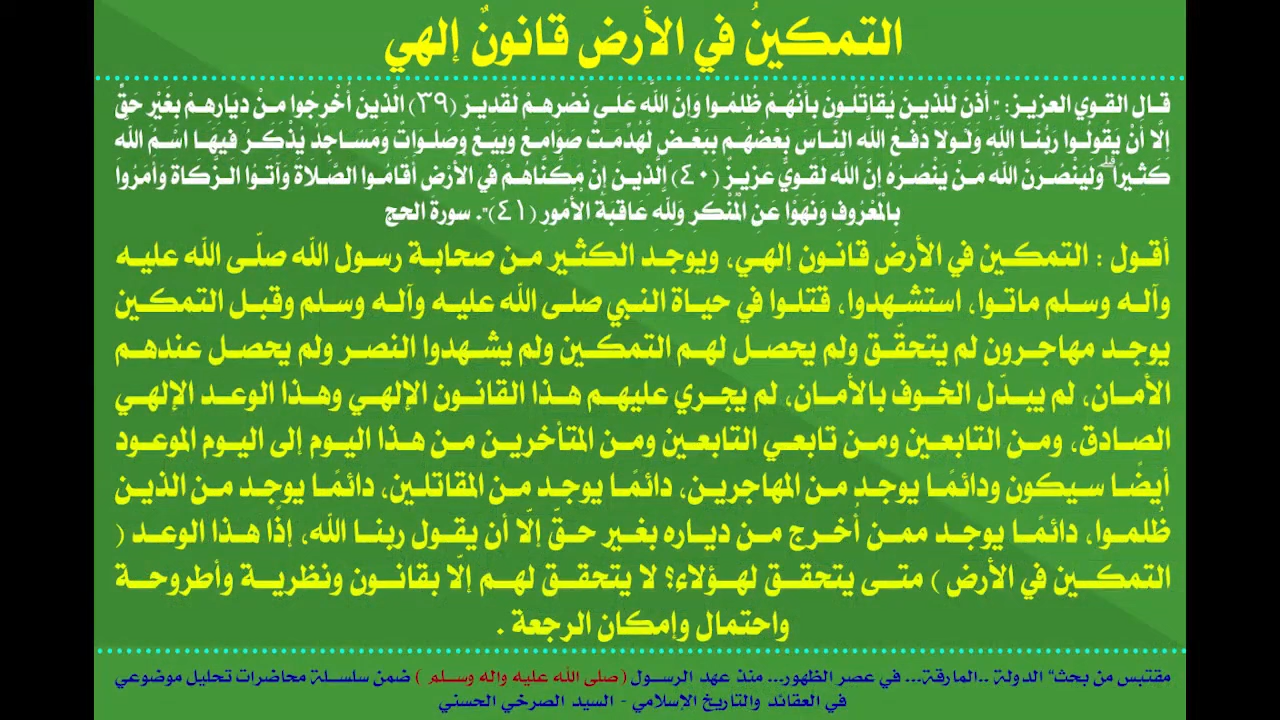 التمكينُ في الأرض قانونٌ إلهي
قال القوي العزيز: " أُذِنَ لِلَّذِينَ يُقَاتَلُونَ بِأَنَّهُمْ ظُلِمُوا وَإِنَّ اللَّهَ عَلَى نَصْرِهِمْ لَقَدِيرٌ (٣٩) الَّذِينَ أُخْرِجُوا مِنْ دِيَارِهِمْ بِغَيْرِ حَقٍّ
إِلَّا أَنْ يَقُولُوا رَبُّنَا اللَّهُ وَلَوْلَا دَفْعُ اللَّهِ النَّاسَ بَعْضَهُم بِبَعْضٍ لَّهُدِّمَتْ صَوَامِعُ وَبِيَعٌ وَصَلَوَاتٌ وَمَسَاجِدُ يُذْكَرُ فِيهَا اسْمُ اللَّهِ
كَثِيرًا ۗ وَلَيَنْصُرَنَّ اللَّهُ مَنْ يَنْصُرُهُ إِنَّ اللَّهَ لَقَوِيٌّ عَزِيزٌ (٤٠) الَّذِينَ إِنْ مَكَّنَّاهُمْ فِي الْأَرْضِ أَقَامُوا الصَّلَاةَ وَآتَوُا الزَّكَاةَ وَأَمَرُوا
بِالْمَعْرُوفِ وَنَهَوْا عَنِ الْمُنْكَرِ وَلِلَّهِ عَاقِبَةُ الْأُمُورِ (٤١)". سورة الحج
أقول : التمكين في الأرض قانون إلهي، ويوجد الكثير من صحابة رسول الله صلّى الله عليه
وآله وسلم ماتوا، استشهدوا، قتلوا في حياة النبي صلى الله عليه وآله وسلم وقبل التمكين
يوجد مهاجرون لم يتحقّق ولم يحصل لهم التمكين ولم يشهدوا النصر ولم يحصل عندهم
الأمان، لم يبدّل الخوف بالأمان، لم يجري عليهم هذا القانون الإلهي وهذا الوعد الإلهي
الصادق، ومن التابعين ومن تابعي التابعين ومن المتأخرين من هذا اليوم إلى اليوم الموعود
أيضًا سيكون ودائمًا يوجد من المهاجرين، دائمًا يوجد من المقاتلين، دائمًا يوجد من الذين
ظُلموا، دائمًا يوجد ممن أُخرج من دياره بغير حقّ إلّا أن يقول ربنا الله، إذًا هذا الوعد (
التمكين في الأرض ) متى يتحقق لهؤلاء؟ لا يتحقق لهم إلّا بقانون ونظرية وأطروحة
واحتمال وإمكان الرجعة .
مقتبس من بحث" الدولة ..المارقة... في عصر الظهور... منذ عهد الرسول ( صلى الله عليه واله وسلم ) ضمن سلسلة محاضرات تحليل موضوعي
في العقائد والتاريخ الإسلامي - السيد الصرخي الحسني